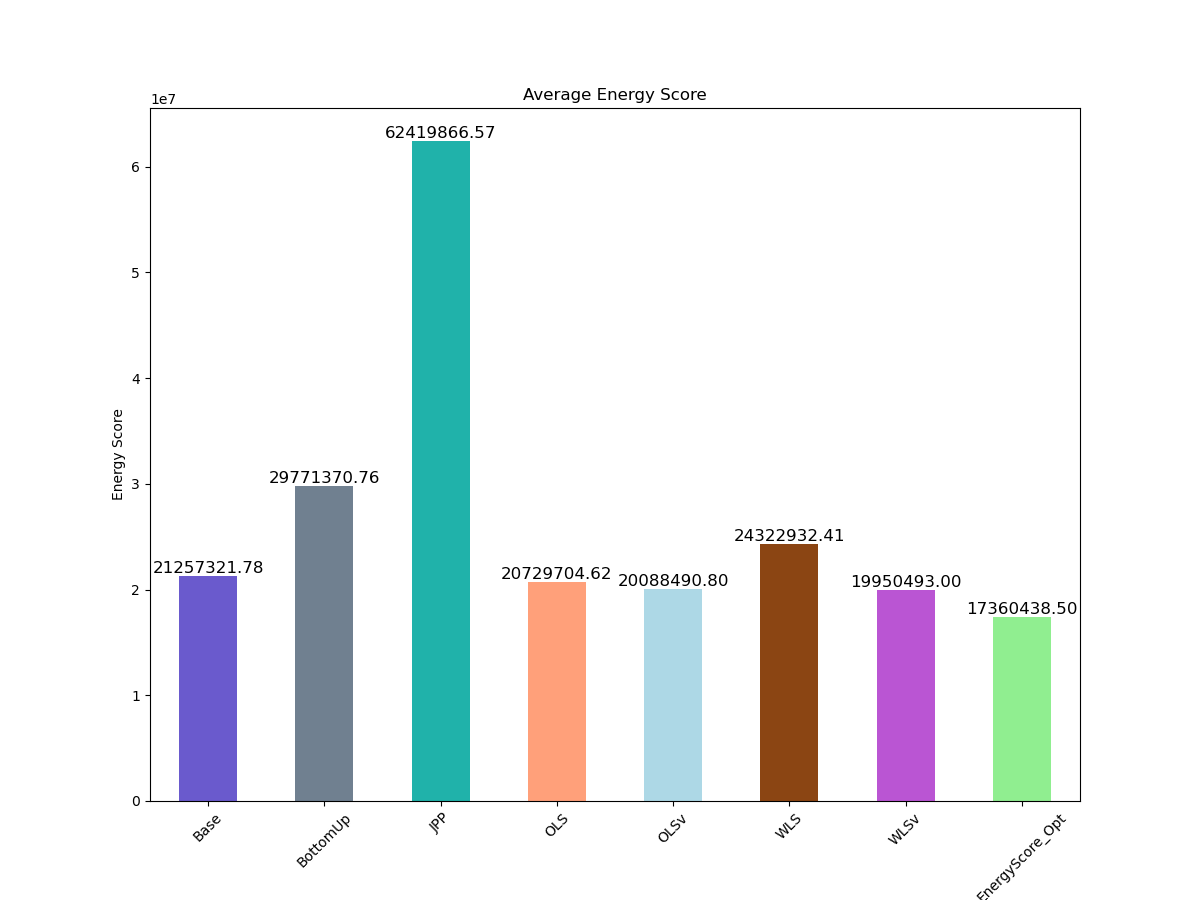 Average Energy Score
1e7
Energy Score
6
5
4
3
2
1
0
21257321.78
29771370.76
62419866.57
20729704.62
20088490.80
24322932.41
19950493.00
17360438.50
Base
BottomUp
JPP
OLS
OLSv
WLS
WLSv
EnergyScore_Opt